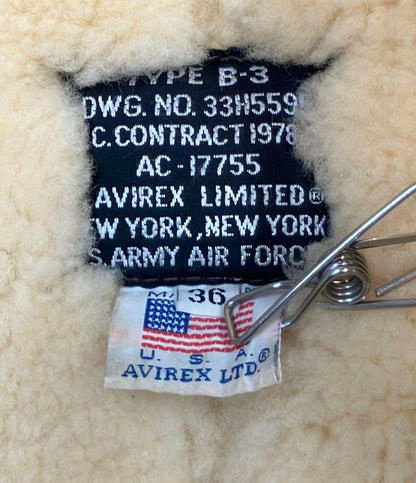 TYPE B-3
DWG. NO. 33H559
C. CONTRACT 1978
AC-17755
AVIREX LIMITED®
W YORK, NEW YORK
S. ARMY AIR FORC
36
U. S. A.
AVIREX LTD.®